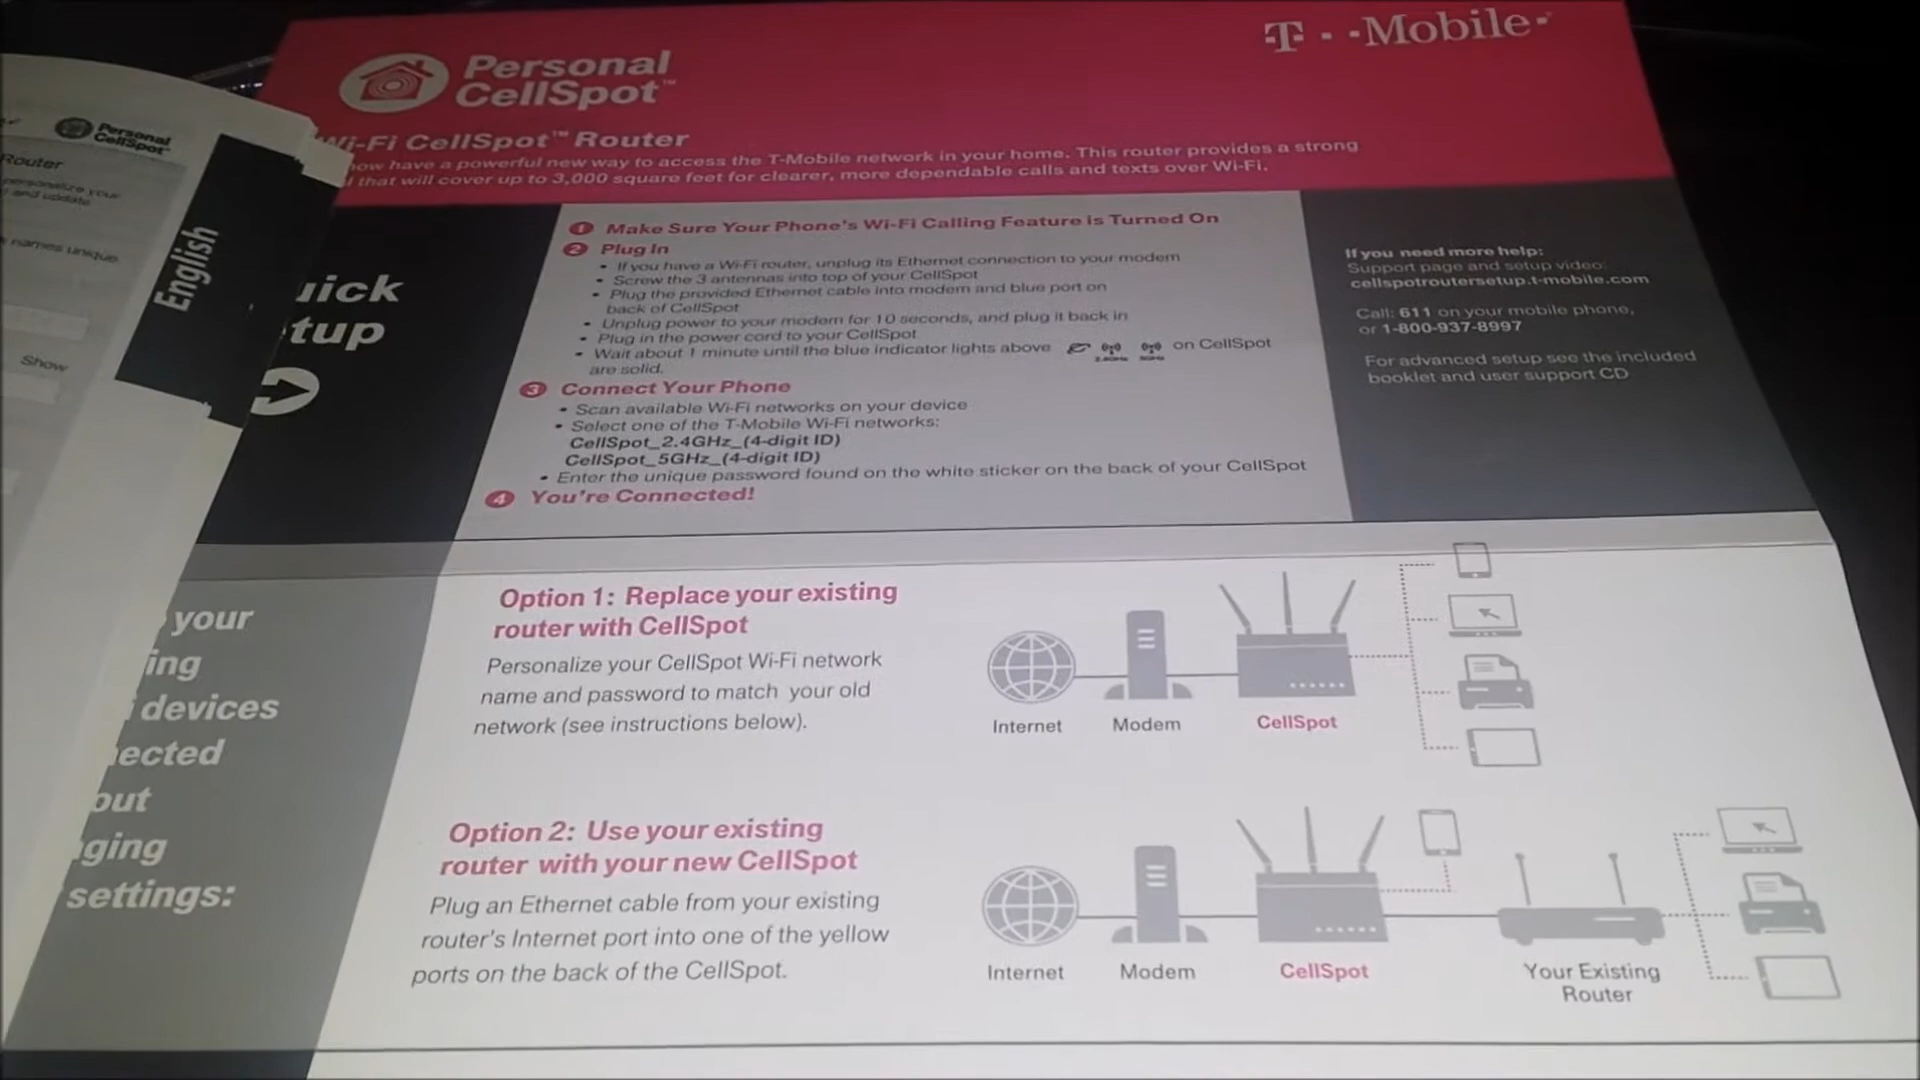 T - -Mobile-
Personal
CellSpot™
Wi-Fi CellSpot™ Router
now have a powerful new way to access the T-Mobile network in your home. This router provides a strong
that will cover up to 3,000 square feet for clearer, more dependable calls and texts over Wi-Fi.
Personal
CellSpot
Router
personalize your
and update
names unique.
Show
English
uick
tup
1 Make Sure Your Phone's Wi-Fi Calling Feature is Turned On
2 Plug In
• If you have a Wi-Fi router, unplug its Ethernet connection to your modem
• Screw the 3 antennas into top of your CellSpot
• Plug the provided Ethernet cable into modem and blue port on
back of CellSpot
• Unplug power to your modem for 10 seconds, and plug it back in
• Plug in the power cord to your CellSpot
• Wait about 1 minute until the blue indicator lights above 2.4GHz 5GHz on CellSpot
are solid.
3 Connect Your Phone
• Scan available Wi-Fi networks on your device
• Select one of the T-Mobile Wi-Fi networks:
CellSpot_2.4GHz_(4-digit ID)
CellSpot_5GHz_(4-digit ID)
• Enter the unique password found on the white sticker on the back of your CellSpot
4 You're Connected!
If you need more help:
Support page and setup video:
cellspotroutersetup.t-mobile.com
Call: 611 on your mobile phone,
or 1-800-937-8997
For advanced setup see the included
booklet and user support CD
your
ing
devices
ected
out
ging
settings:
Option 1: Replace your existing
router with CellSpot
Personalize your CellSpot Wi-Fi network
name and password to match your old
network (see instructions below).
Internet
Modem
CellSpot
Option 2: Use your existing
router with your new CellSpot
Plug an Ethernet cable from your existing
router's Internet port into one of the yellow
ports on the back of the CellSpot.
Internet
Modem
CellSpot
Your Existing
Router